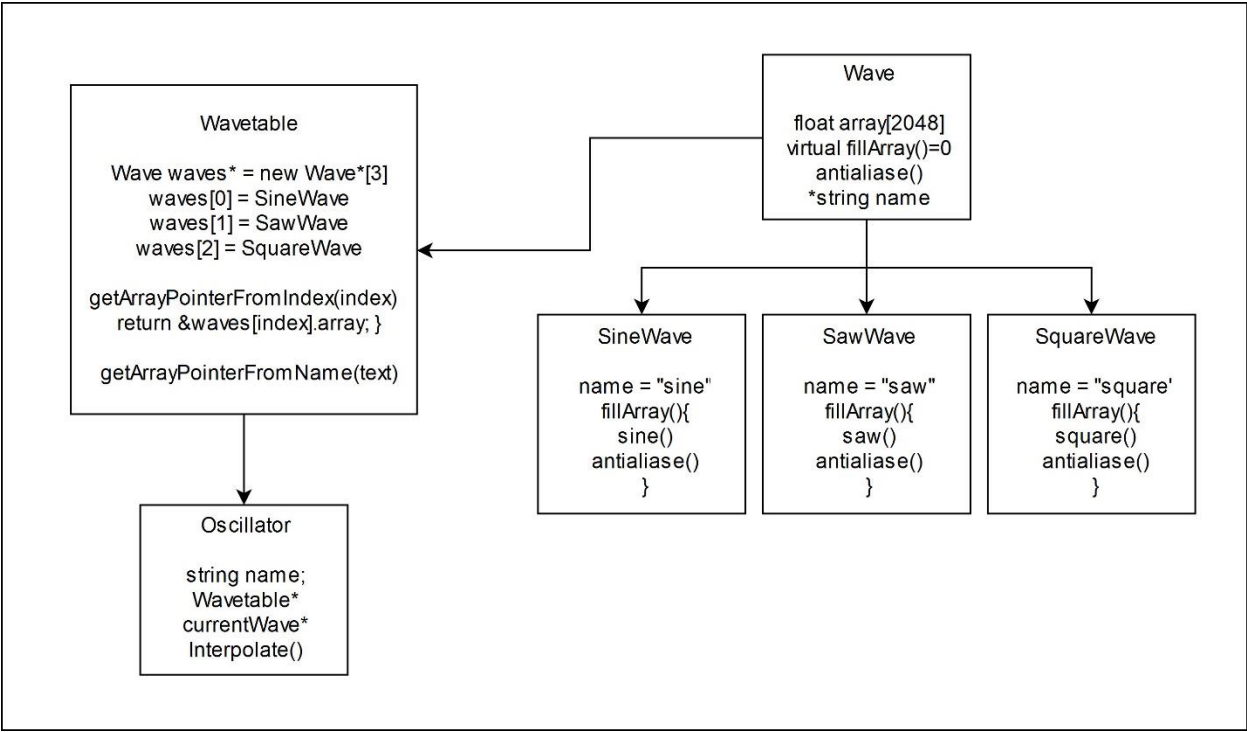 Wavetable
Wave waves* = new Wave*[3]
waves[0] = SineWave
waves[1] = SawWave
waves[2] = SquareWave
getArrayPointerFromIndex(index)
return &waves[index].array; }
getArrayPointerFromName(text)
Oscillator
string name;
Wavetable*
currentWave*
Interpolate()
Wave
float array[2048]
virtual fillArray()=0
antialiase()
*string name
SineWave
name = "sine"
fillArray(){
sine()
antialiase()
}
SawWave
name = "saw"
fillArray(){
saw()
antialiase()
}
SquareWave
name = "square'
fillArray(){
square()
antialiase()
}